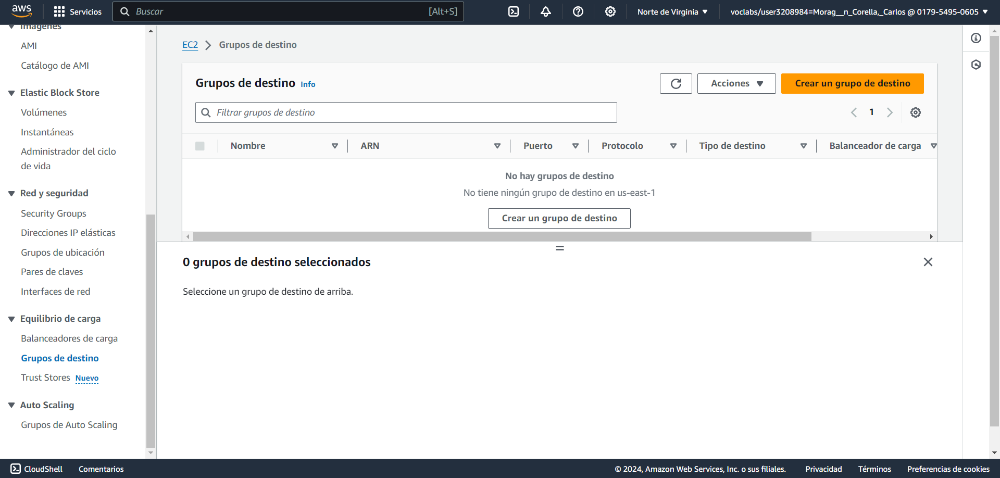 aws
Servicios
Buscar
[Alt+S]
Norte de Virginia
voclabs/user3208984=Morag__n_Corella,_Carlos @ 0179-5495-0605
Imágenes
AMI
Catálogo de AMI
Elastic Block Store
Volúmenes
Instantáneas
Administrador del ciclo
de vida
Red y seguridad
Security Groups
Direcciones IP elásticas
Grupos de ubicación
Pares de claves
Interfaces de red
Equilibrio de carga
Balanceadores de carga
Grupos de destino
Trust Stores Nuevo
Auto Scaling
Grupos de Auto Scaling
EC2 Grupos de destino
Grupos de destino Info
Acciones
Crear un grupo de destino
Filtrar grupos de destino
1
Nombre ARN Puerto Protocolo Tipo de destino Balanceador de carga
No hay grupos de destino
No tiene ningún grupo de destino en us-east-1
Crear un grupo de destino
0 grupos de destino seleccionados
Seleccione un grupo de destino de arriba.
CloudShell
Comentarios
© 2024, Amazon Web Services, Inc. o sus filiales.
Privacidad
Términos
Preferencias de cookies